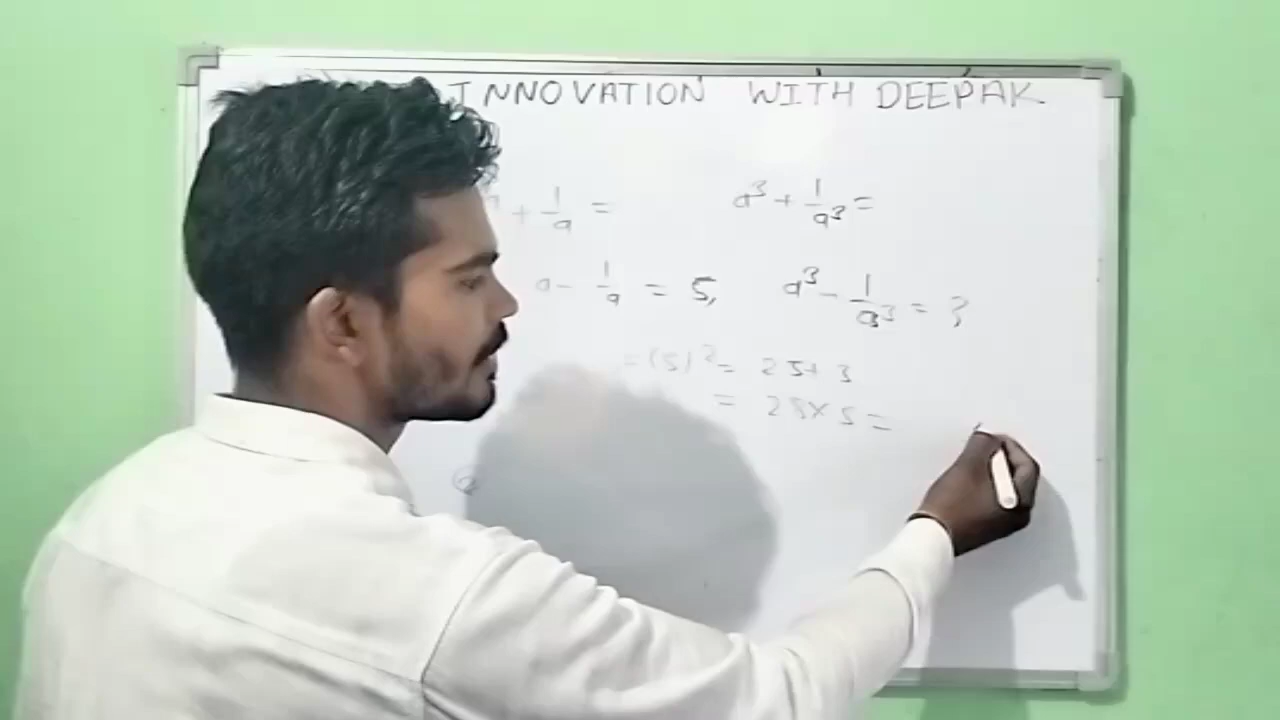 INNOVATION WITH DEEPAK
+ 1/a = a³ + 1/a³ =
a - 1/a = 5, a³ - 1/a³ = ?
= (5)² = 25 + 3
= 28 × 5 =